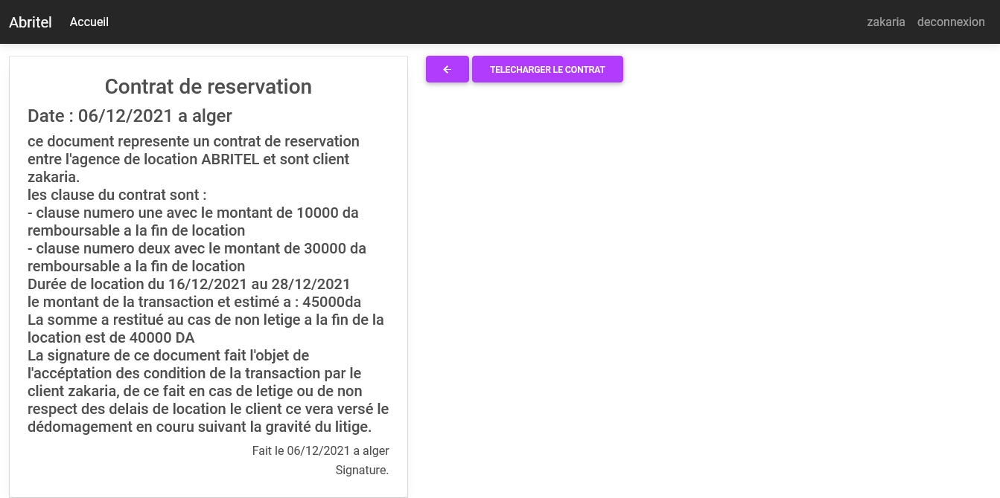 Abritel Accueil zakaria deconnexion
Contrat de reservation
Date : 06/12/2021 a alger
ce document represente un contrat de reservation
entre l'agence de location ABRITEL et sont client
zakaria.
les clause du contrat sont :
- clause numero une avec le montant de 10000 da
remboursable a la fin de location
- clause numero deux avec le montant de 30000 da
remboursable a la fin de location
Durée de location du 16/12/2021 au 28/12/2021
le montant de la transaction et estimé a : 45000da
La somme a restitué au cas de non letige a la fin de la
location est de 40000 DA
La signature de ce document fait l'objet de
l'accéptation des condition de la transaction par le
client zakaria, de ce fait en cas de letige ou de non
respect des delais de location le client ce vera versé le
dédomagement en couru suivant la gravité du litige.
Fait le 06/12/2021 a alger
Signature.
← TELECHARGER LE CONTRAT